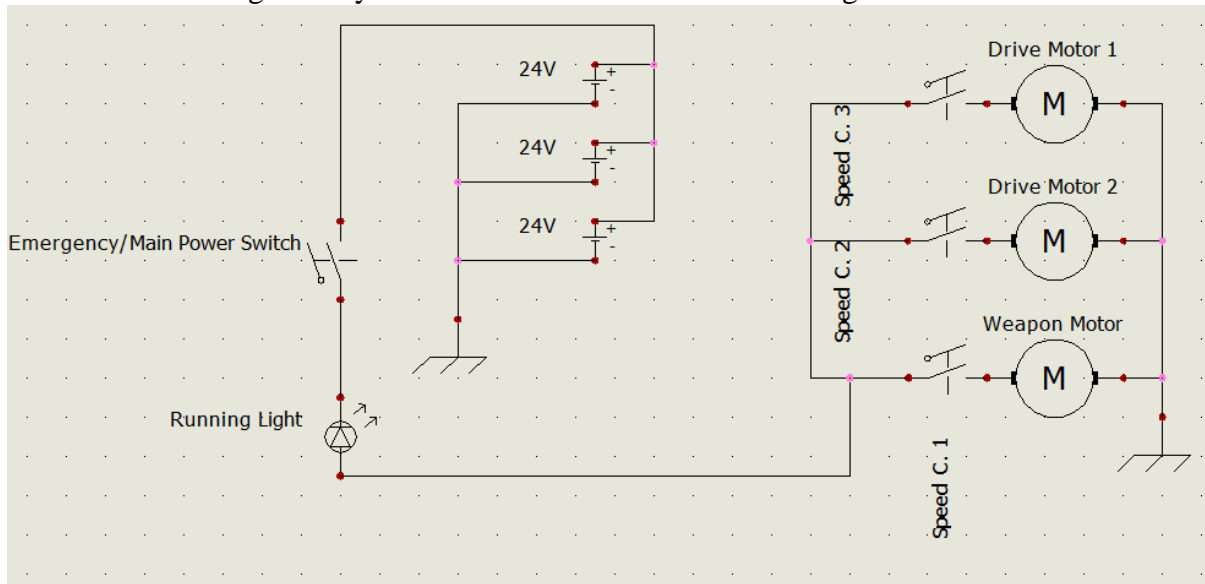 24V
+
-
24V
+
-
24V
+
-
Emergency/Main Power Switch
Running Light
Drive Motor 1
M
Speed C. 3
Drive Motor 2
M
Speed C. 2
Weapon Motor
M
Speed C. 1